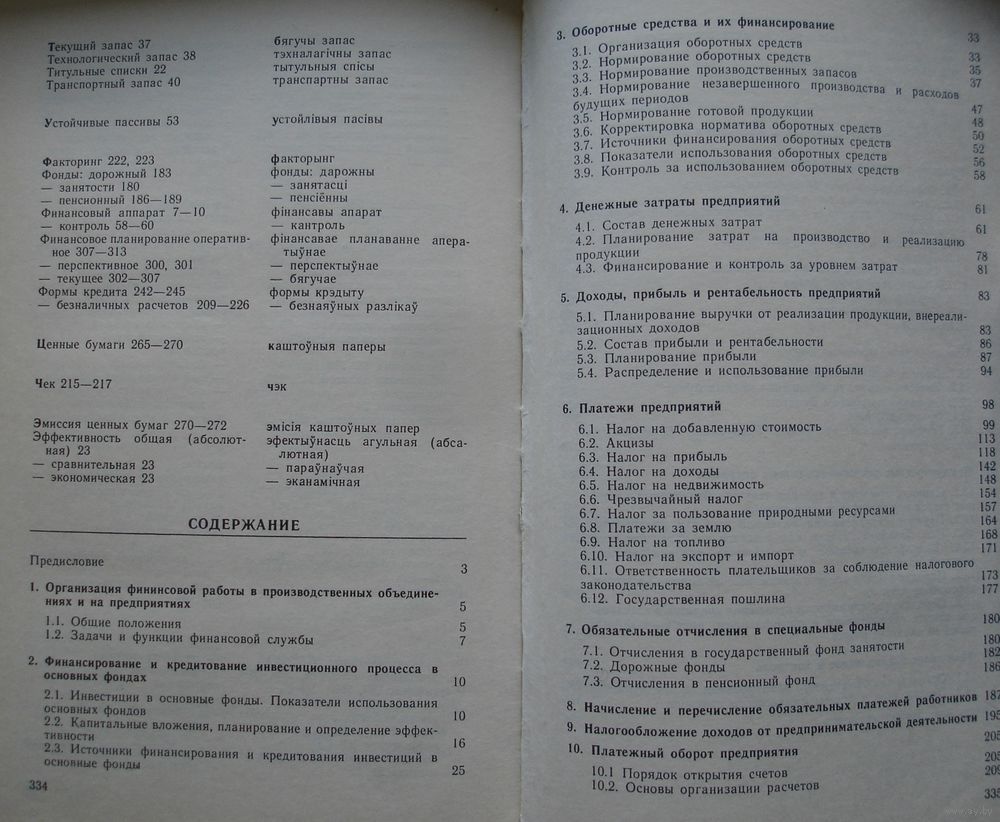 Текущий запас 37 бягучы запас
Технологический запас 38 тэхналагічны запас
Титульные списки 22 тытульныя спісы
Транспортный запас 40 транспартны запас
Устойчивые пассивы 53 устойлівыя пасівы
Факторинг 222, 223 факторынг
Фонды: дорожный 183 фонды: дарожны
— занятости 180 — занятасці
— пенсионный 186—189 — пенсіённы
Финансовый аппарат 7—10 фінансавы апарат
— контроль 58—60 — кантроль
Финансовое планирование оператив- фінансавае планаванне апера-
ное 307—313 тыўнае
— перспективное 300, 301 — перспектыўнае
— текущее 302—307 — бягучае
Формы кредита 242—245 формы крэдыту
— безналичных расчетов 209—226 — безнаяўных разлікаў
Ценные бумаги 265—270 каштоўныя паперы
Чек 215—217 чэк
Эмиссия ценных бумаг 270—272 эмісія каштоўных папер
Эффективность общая (абсолют- эфектыўнасць агульная (абса-
ная) 23 лютная)
— сравнительная 23 — параўнаўчая
— экономическая 23 — эканамічная
СОДЕРЖАНИЕ
Предисловие 3
1. Организация фининсовой работы в производственных объедине-
ниях и на предприятиях 5
1.1. Общие положения 5
1.2. Задачи и функции финансовой службы 7
2. Финансирование и кредитование инвестиционного процесса в
основных фондах 10
2.1. Инвестиции в основные фонды. Показатели использования
основных фондов 10
2.2. Капитальные вложения, планирование и определение эффек-
тивности 16
2.3. Источники финансирования и кредитования инвестиций в
основные фонды 25
334
3. Оборотные средства и их финансирование 33
3.1. Организация оборотных средств 33
3.2. Нормирование оборотных средств 35
3.3. Нормирование производственных запасов 37
3.4. Нормирование незавершенного производства и расходов
будущих периодов 47
3.5. Нормирование готовой продукции 48
3.6. Корректировка норматива оборотных средств 50
3.7. Источники финансирования оборотных средств 52
3.8. Показатели использования оборотных средств 56
3.9. Контроль за использованием оборотных средств 58
4. Денежные затраты предприятий 61
4.1. Состав денежных затрат 61
4.2. Планирование затрат на производство и реализацию
продукции 78
4.3. Финансирование и контроль за уровнем затрат 81
5. Доходы, прибыль и рентабельность предприятий 83
5.1. Планирование выручки от реализации продукции, внереали-
зационных доходов 83
5.2. Состав прибыли и рентабельности 86
5.3. Планирование прибыли 87
5.4. Распределение и использование прибыли 94
6. Платежи предприятий 98
6.1. Налог на добавленную стоимость 99
6.2. Акцизы 113
6.3. Налог на прибыль 118
6.4. Налог на доходы 142
6.5. Налог на недвижимость 148
6.6. Чрезвычайный налог 154
6.7. Налог за пользование природными ресурсами 157
6.8. Платежи за землю 164
6.9. Налог на топливо 168
6.10. Налог на экспорт и импорт 171
6.11. Ответственность плательщиков за соблюдение налогового
законодательства 173
6.12. Государственная пошлина 177
7. Обязательные отчисления в специальные фонды 180
7.1. Отчисления в государственный фонд занятости 180
7.2. Дорожные фонды 182
7.3. Отчисления в пенсионный фонд 186
8. Начисление и перечисление обязательных платежей работников 187
9. Налогообложение доходов от предпринимательской деятельности 195
10. Платежный оборот предприятия 205
10.1 Порядок открытия счетов 205
10.2. Основы организации расчетов 209
335
www.ay.by